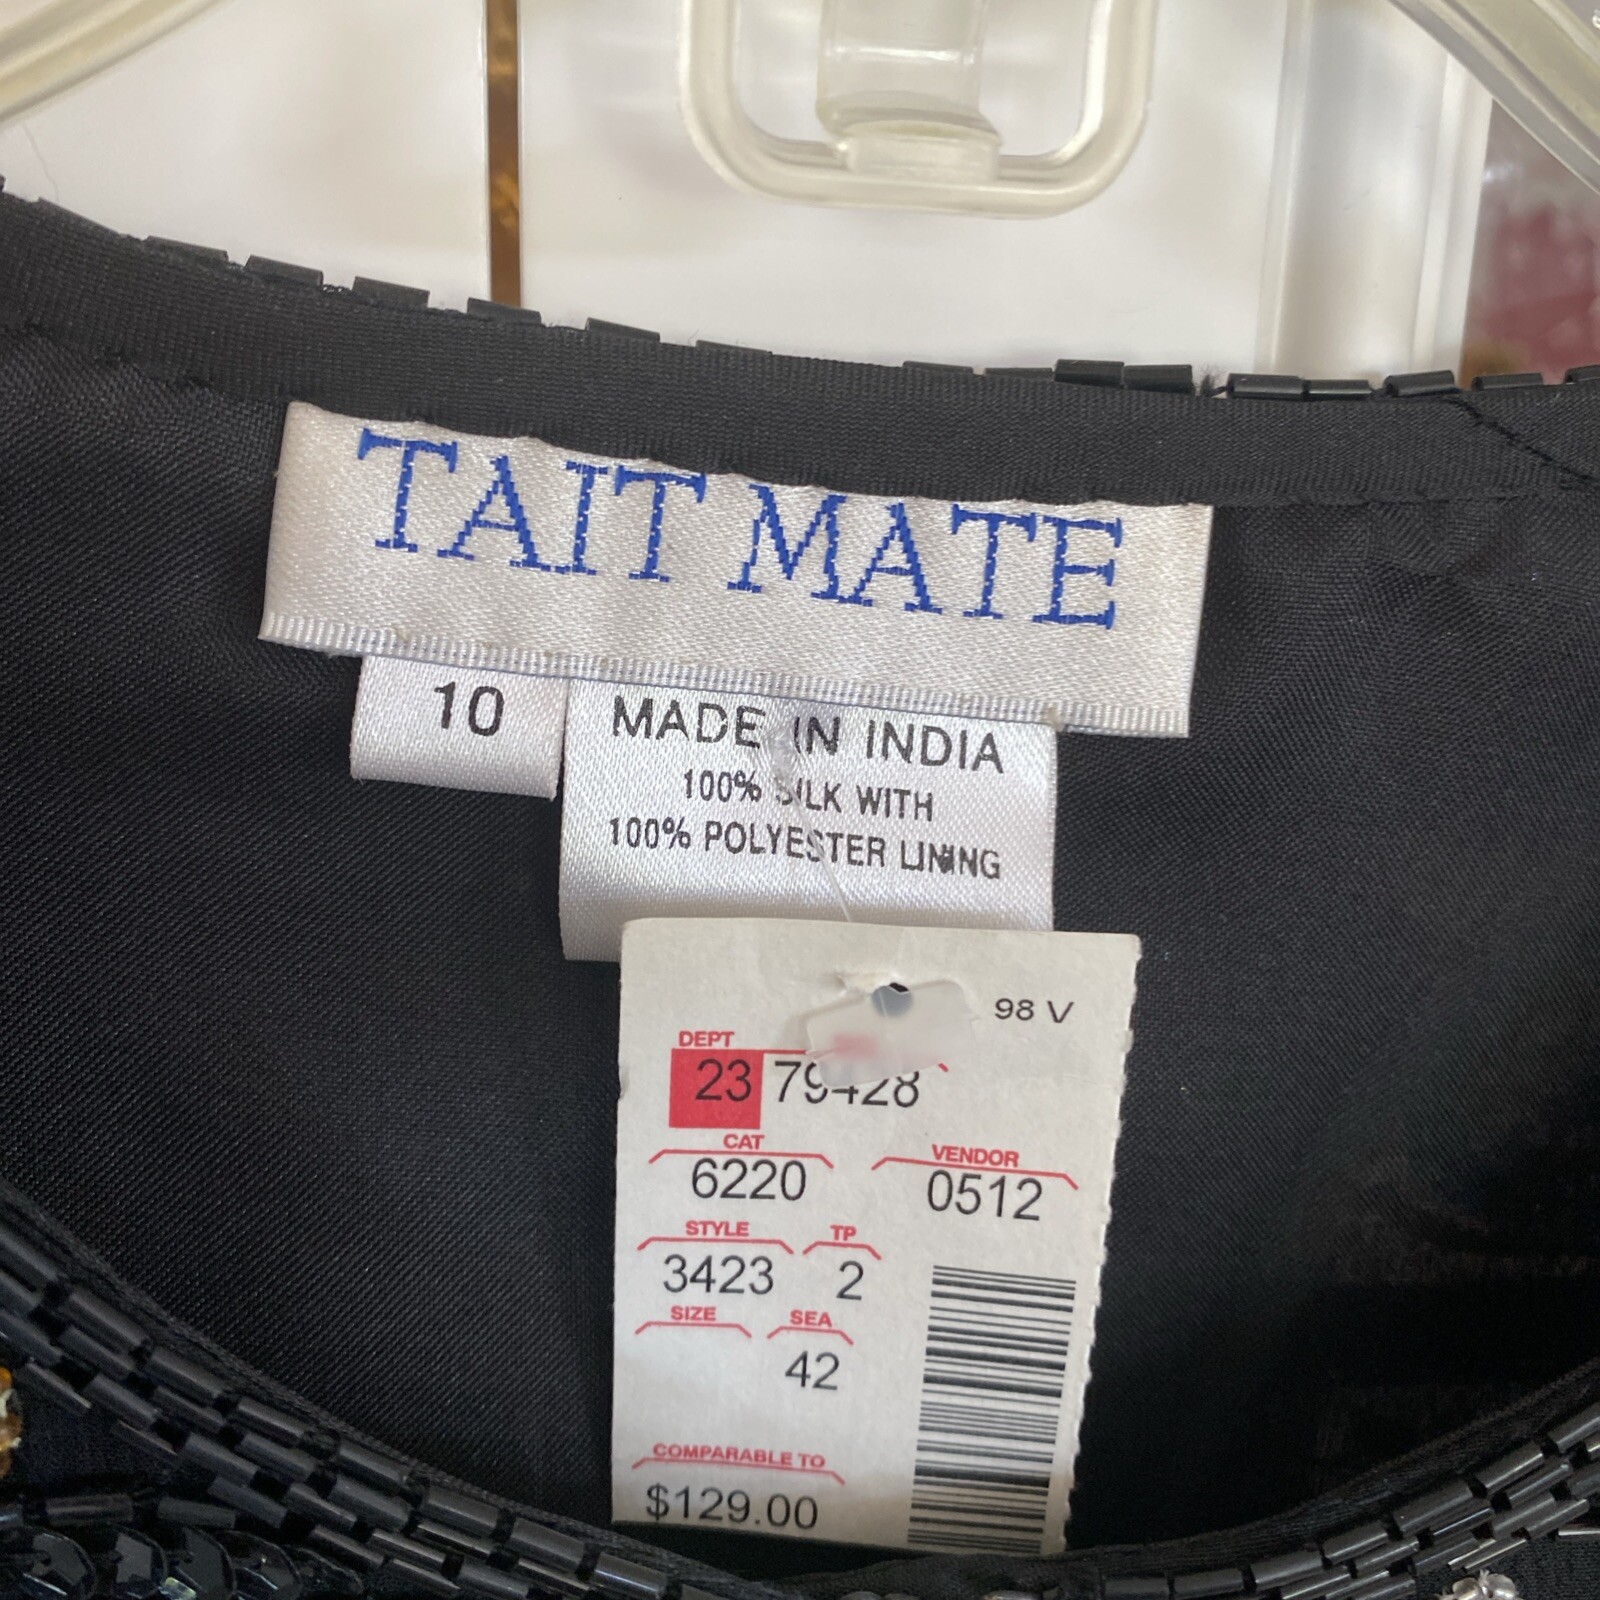 TAIT MATE
10
MADE IN INDIA
100% SILK WITH
100% POLYESTER LINING
98 V
DEPT
23 79428
CAT VENDOR
6220 0512
STYLE TP
3423 2
SIZE SEA
42
COMPARABLE TO
$129.00